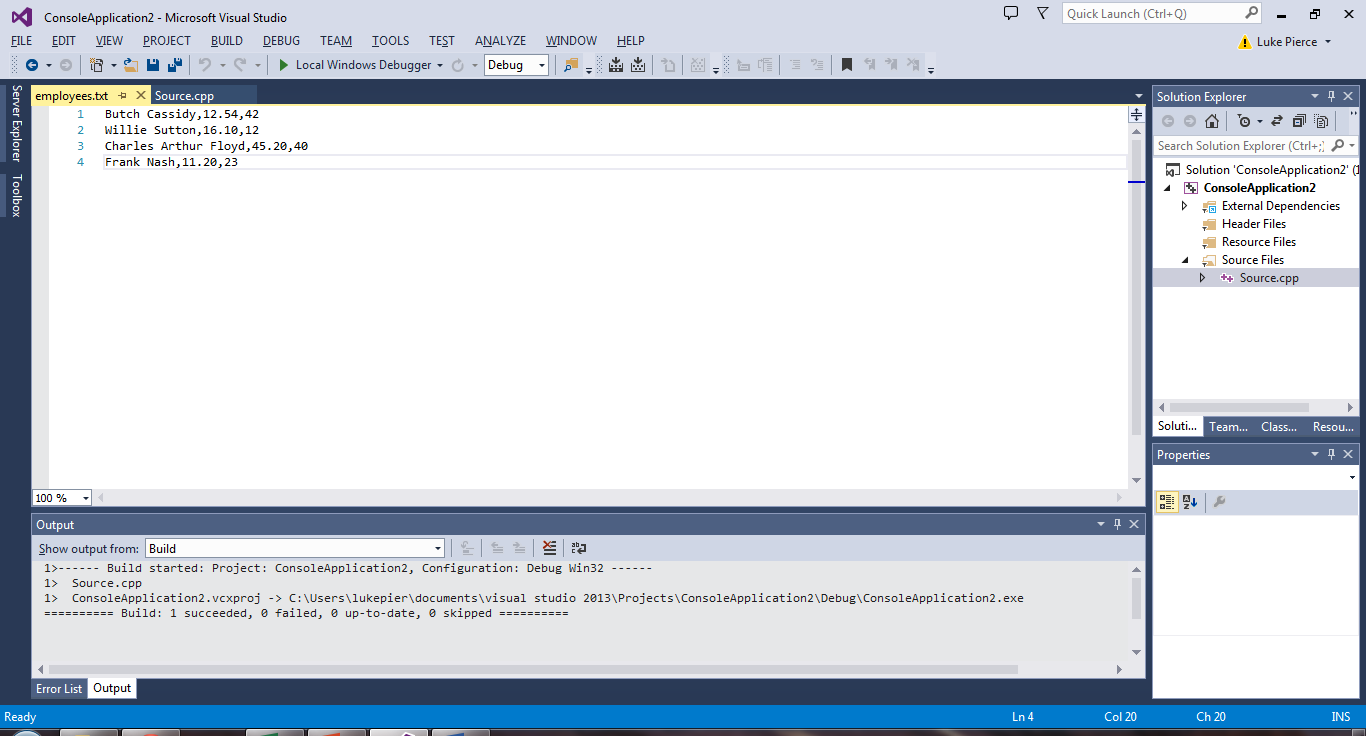 ConsoleApplication2 - Microsoft Visual Studio
Quick Launch (Ctrl+Q)
FILE EDIT VIEW PROJECT BUILD DEBUG TEAM TOOLS TEST ANALYZE WINDOW HELP
Luke Pierce
Local Windows Debugger
Debug
Server Explorer
Toolbox
employees.txt
Source.cpp
1 Butch Cassidy,12.54,42
2 Willie Sutton,16.10,12
3 Charles Arthur Floyd,45.20,40
4 Frank Nash,11.20,23
100 %
Solution Explorer
Search Solution Explorer (Ctrl+;)
Solution 'ConsoleApplication2' (1
ConsoleApplication2
External Dependencies
Header Files
Resource Files
Source Files
Source.cpp
Soluti... Team... Class... Resou...
Properties
Output
Show output from: Build
1>------ Build started: Project: ConsoleApplication2, Configuration: Debug Win32 ------
1>  Source.cpp
1>  ConsoleApplication2.vcxproj -> C:\Users\lukepier\documents\visual studio 2013\Projects\ConsoleApplication2\Debug\ConsoleApplication2.exe
========== Build: 1 succeeded, 0 failed, 0 up-to-date, 0 skipped ==========
Error List Output
Ready
Ln 4 Col 20 Ch 20 INS